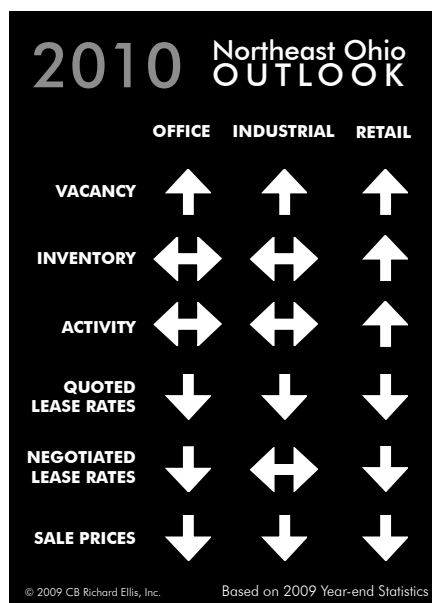 2010 Northeast Ohio
OUTLOOK
OFFICE INDUSTRIAL RETAIL
VACANCY
INVENTORY
ACTIVITY
QUOTED
LEASE RATES
NEGOTIATED
LEASE RATES
SALE PRICES
© 2009 CB Richard Ellis, Inc. Based on 2009 Year-end Statistics